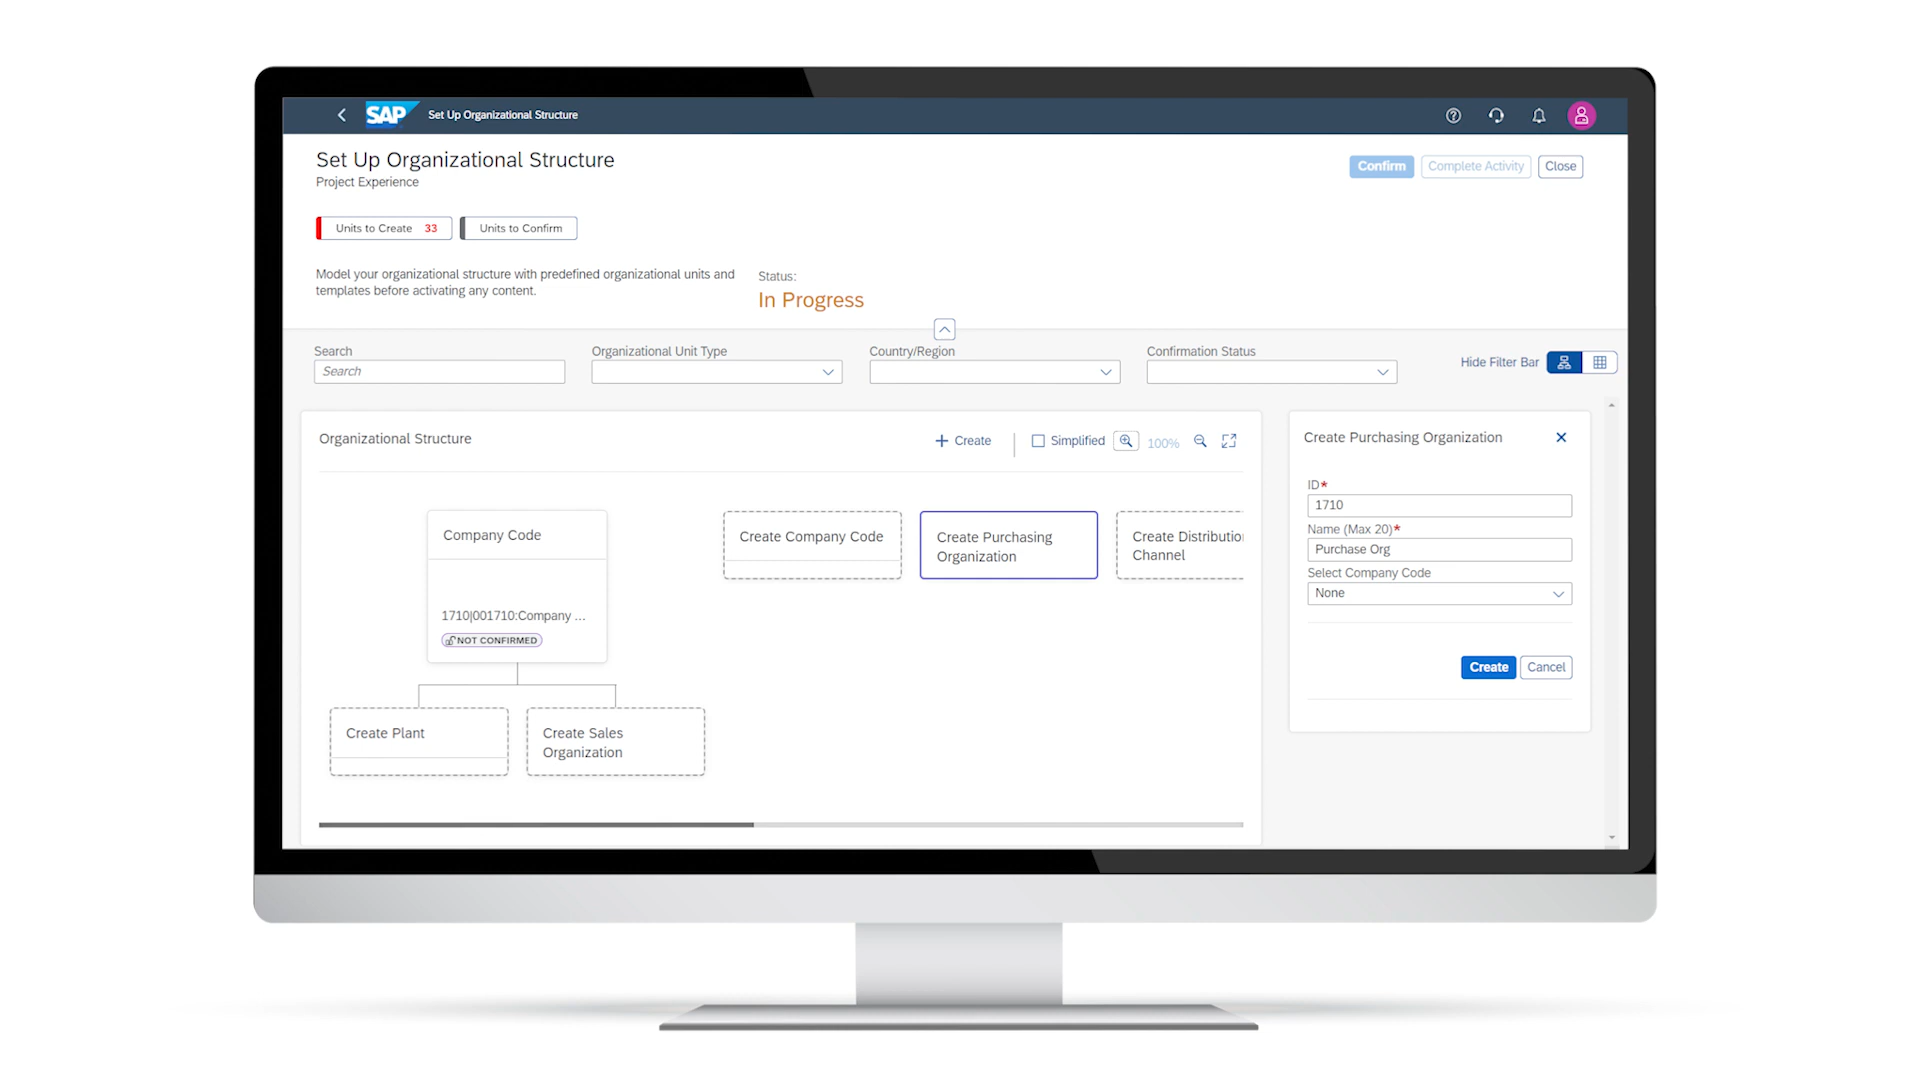 SAP
Set Up Organizational Structure
Set Up Organizational Structure
Project Experience
Confirm
Complete Activity
Close
Units to Create 33
Units to Confirm
Model your organizational structure with predefined organizational units and
templates before activating any content.
Status:
In Progress
Search
Search
Organizational Unit Type
Country/Region
Confirmation Status
Hide Filter Bar
Organizational Structure
Create
Simplified
100%
Company Code
1710|001710:Company ...
NOT CONFIRMED
Create Plant
Create Sales
Organization
Create Company Code
Create Purchasing
Organization
Create Distributio
Channel
Create Purchasing Organization
ID*
1710
Name (Max 20)*
Purchase Org
Select Company Code
None
Create
Cancel